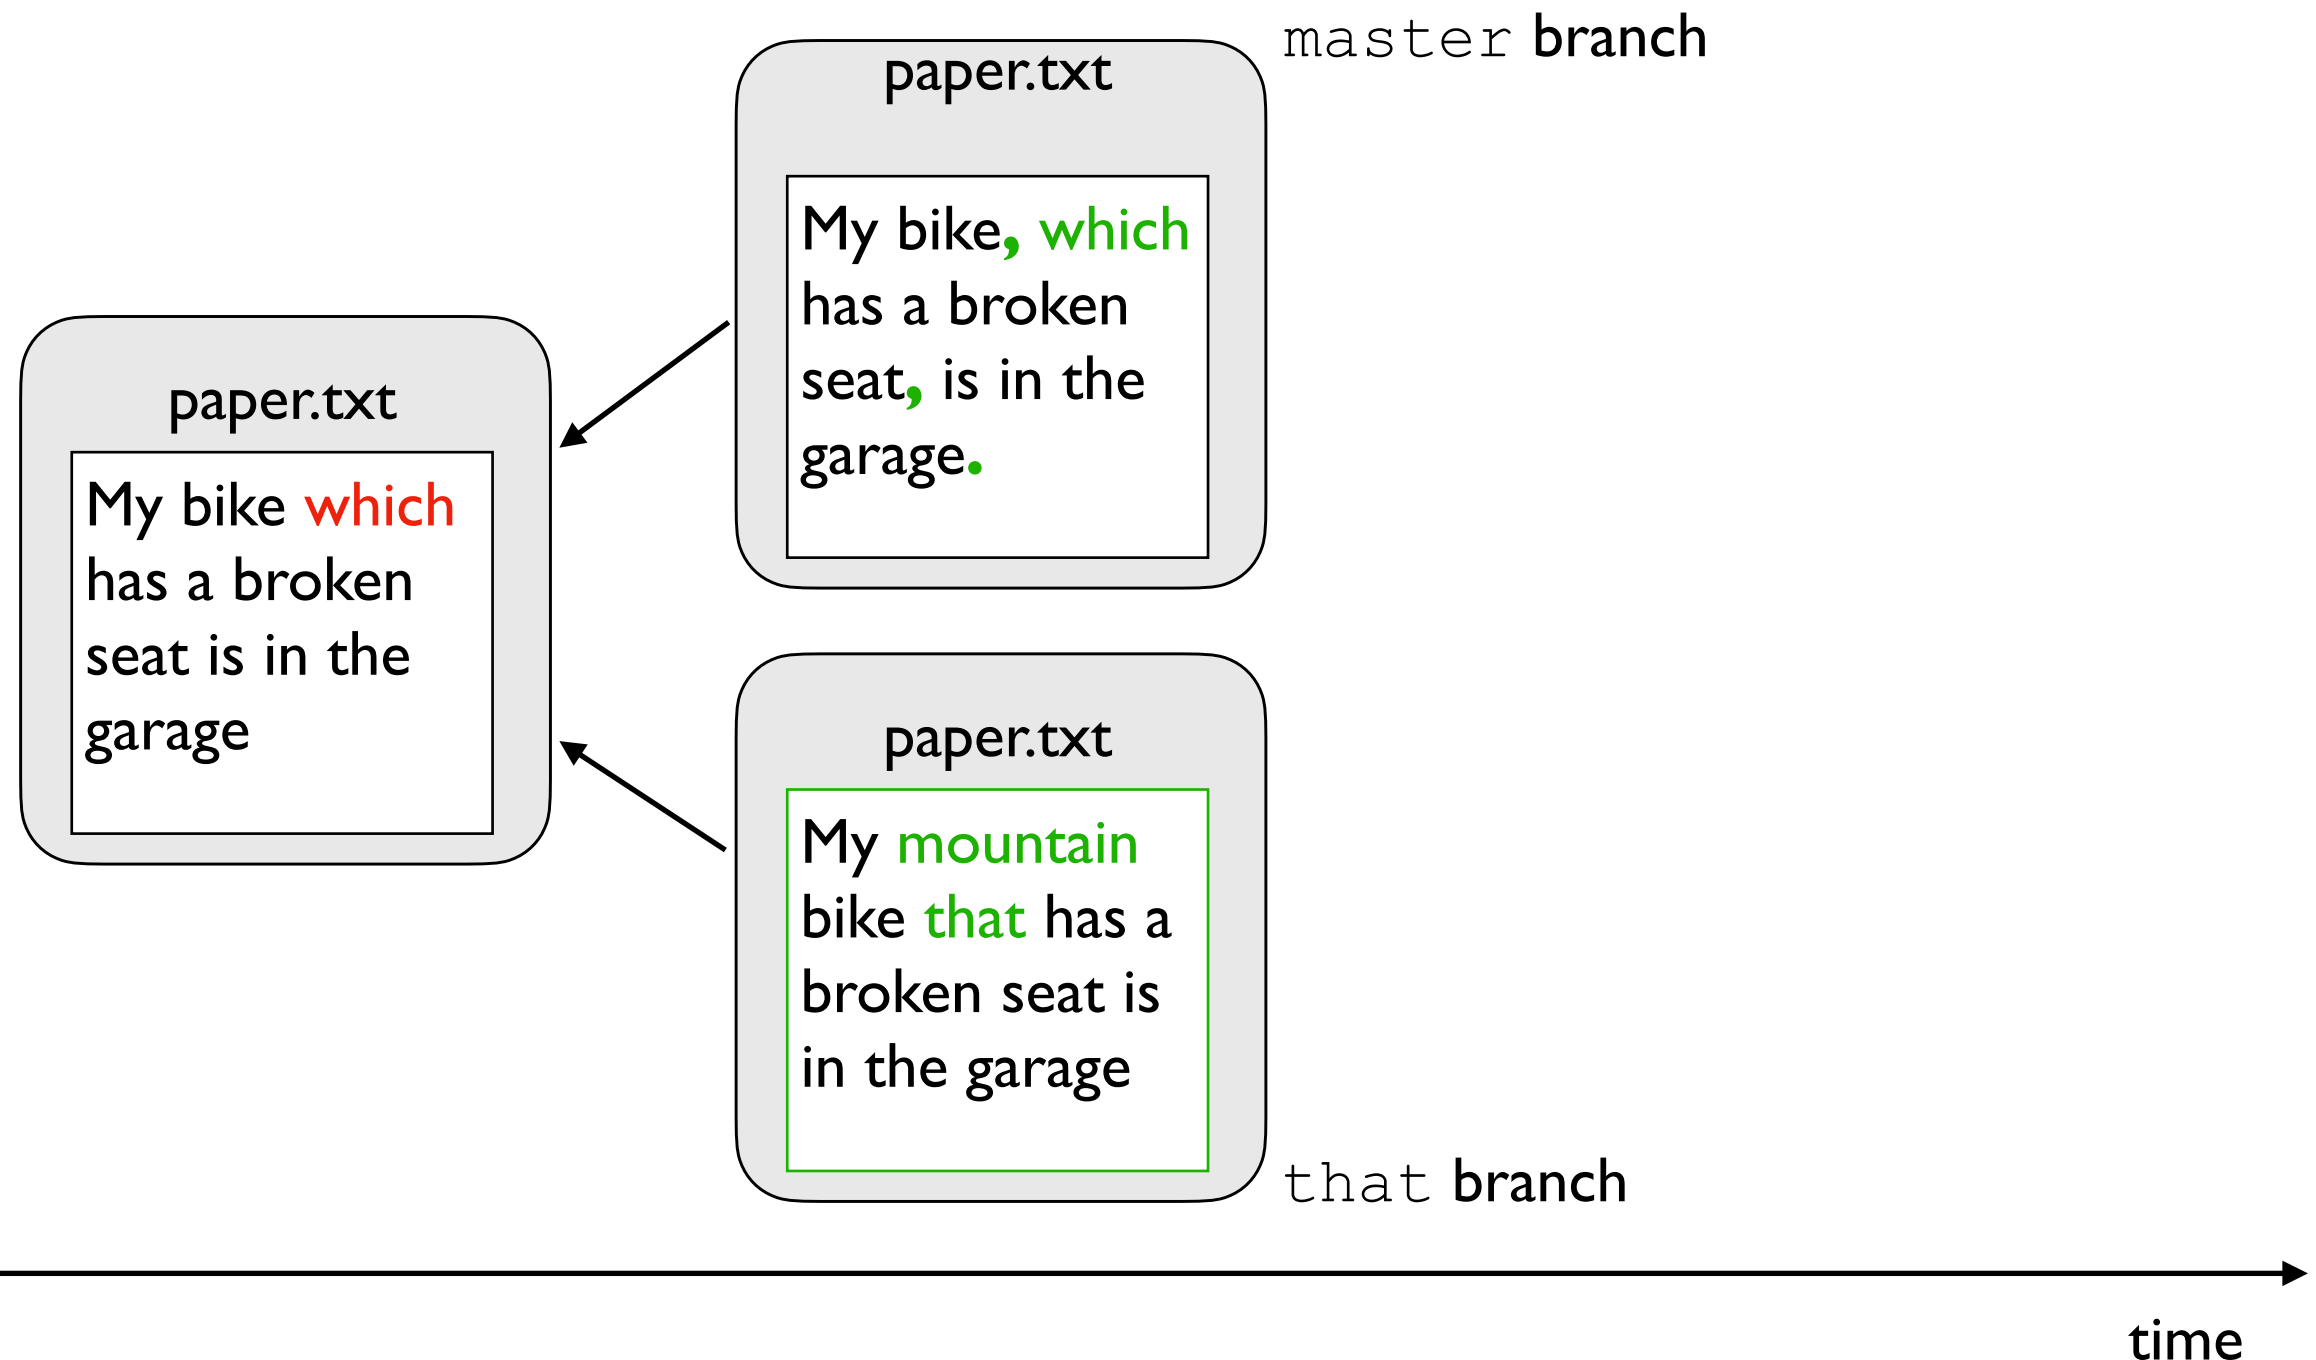 master branch
paper.txt
My bike, which
has a broken
seat, is in the
garage.
paper.txt
My bike which
has a broken
seat is in the
garage
paper.txt
My mountain
bike that has a
broken seat is
in the garage
that branch
time